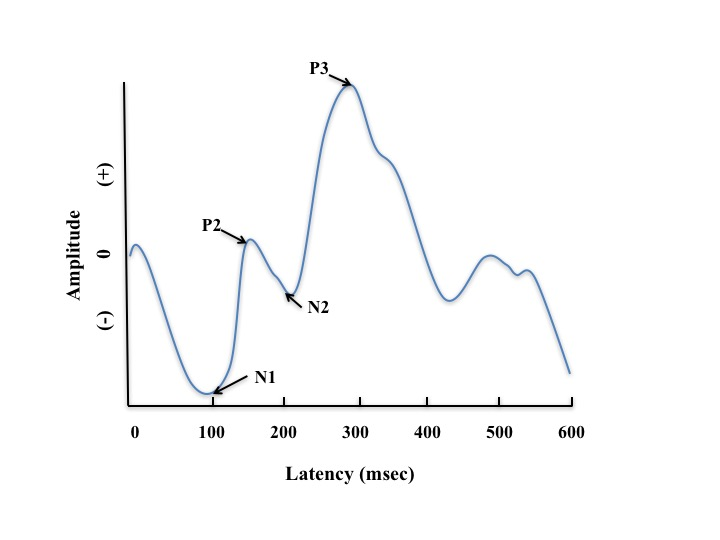 P3
(+)
P2
Amplitude
0
N2
(-)
N1
0 100 200 300 400 500 600
Latency (msec)